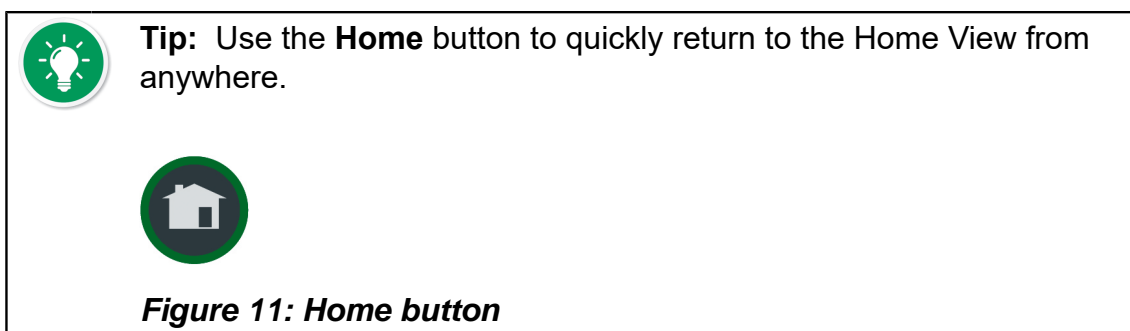 Tip: Use the Home button to quickly return to the Home View from
anywhere.
Figure 11: Home button